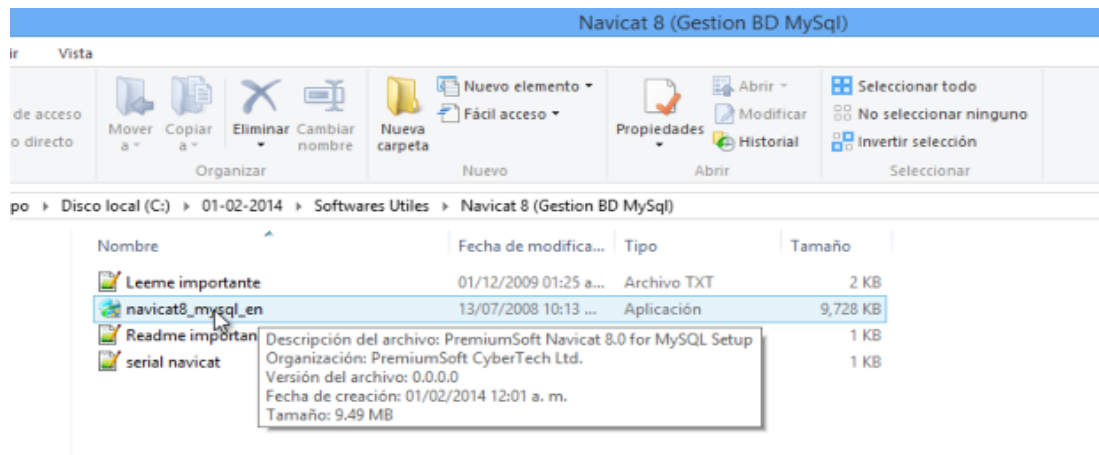 Navicat 8 (Gestion BD MySql)
ir Vista
de acceso
o directo
Mover a
Copiar a
Eliminar
Cambiar nombre
Organizar
Nueva carpeta
Nuevo elemento
Fácil acceso
Nuevo
Propiedades
Abrir
Modificar
Historial
Abrir
Seleccionar todo
No seleccionar ninguno
Invertir selección
Seleccionar
po Disco local (C:) 01-02-2014 Softwares Utiles Navicat 8 (Gestion BD MySql)
Nombre Fecha de modifica... Tipo Tamaño
Leeme importante 01/12/2009 01:25 a... Archivo TXT 2 KB
navicat8_mysql_en 13/07/2008 10:13 ... Aplicación 9,728 KB
Readme importan 1 KB
serial navicat 1 KB
Descripción del archivo: PremiumSoft Navicat 8.0 for MySQL Setup
Organización: PremiumSoft CyberTech Ltd.
Versión del archivo: 0.0.0.0
Fecha de creación: 01/02/2014 12:01 a. m.
Tamaño: 9.49 MB